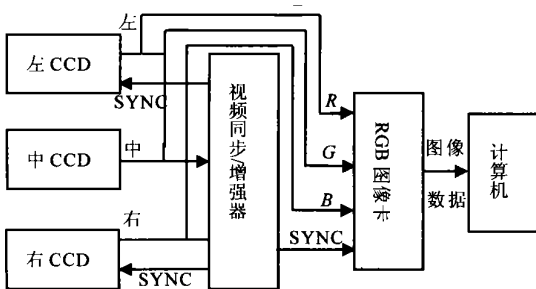 左
左 CCD
SYNC
中 CCD
中
右
右 CCD
SYNC
视频同步/增强器
R
G
B
SYNC
RGB 图像卡
图像
数据
计算机